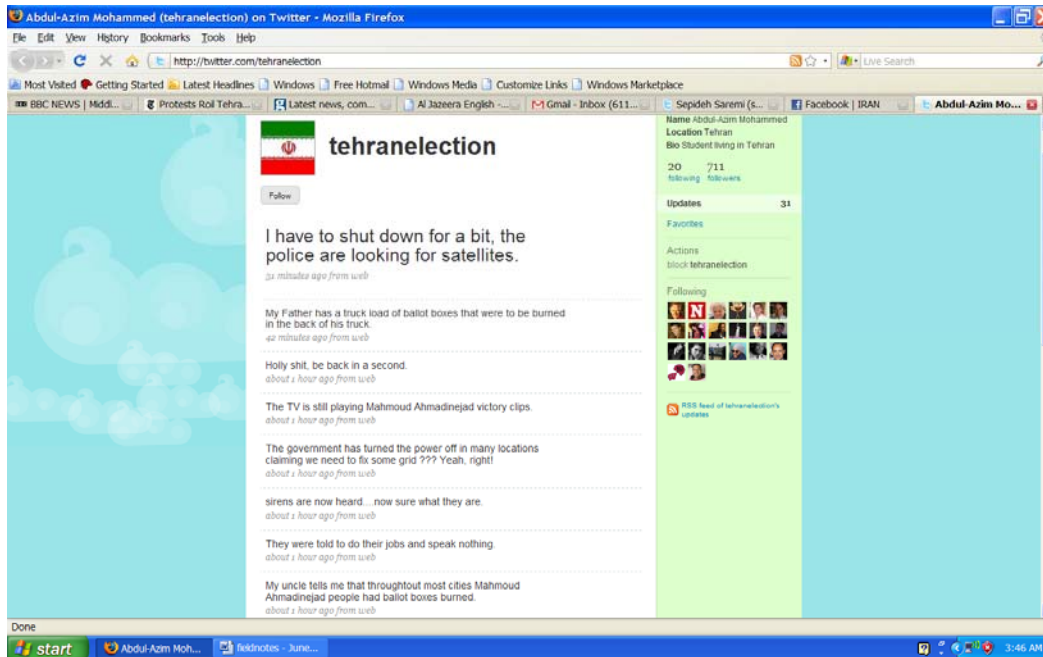 Abdul-Azim Mohammed (tehranelection) on Twitter - Mozilla Firefox
File Edit View History Bookmarks Tools Help
http://twitter.com/tehranelection
Live Search
Most Visited Getting Started Latest Headlines Windows Free Hotmail Windows Media Customize Links Windows Marketplace
BBC NEWS | Middl... Protests Roil Tehra... Latest news, com... Al Jazeera English -... Gmail - Inbox (611... Sepideh Saremi (s... Facebook | IRAN Abdul-Azim Mo...
tehranelection
Follow
I have to shut down for a bit, the
police are looking for satellites.
31 minutes ago from web
My Father has a truck load of ballot boxes that were to be burned
in the back of his truck.
42 minutes ago from web
Holly shit, be back in a second.
about 1 hour ago from web
The TV is still playing Mahmoud Ahmadinejad victory clips.
about 1 hour ago from web
The government has turned the power off in many locations
claiming we need to fix some grid ??? Yeah, right!
about 1 hour ago from web
sirens are now heard....now sure what they are.
about 1 hour ago from web
They were told to do their jobs and speak nothing.
about 1 hour ago from web
My uncle tells me that throughtout most cities Mahmoud
Ahmadinejad people had ballot boxes burned.
about 1 hour ago from web
Name Abdul-Azim Mohammed
Location Tehran
Bio Student living in Tehran
20 711
following followers
Updates 31
Favorites
Actions
block tehranelection
Following
RSS feed of tehranelection's
updates
Done
start Abdul-Azim Moh... fieldnotes - June... 3:46 AM